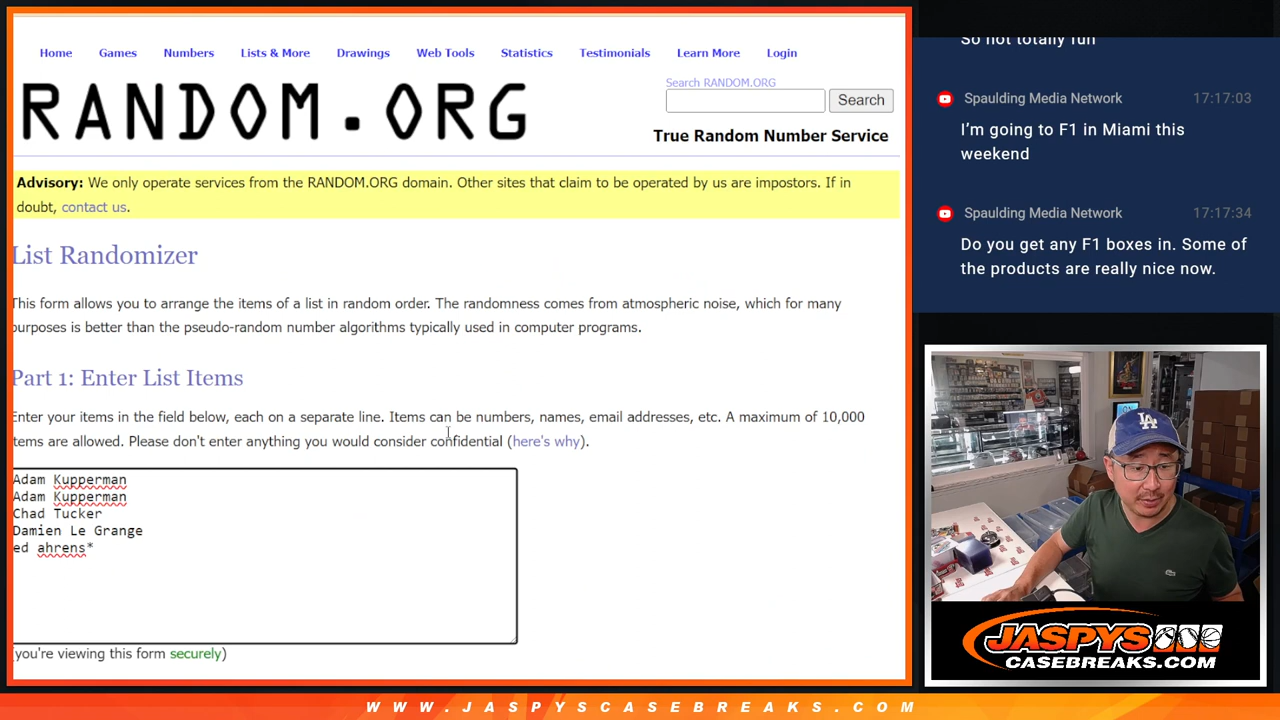 Home Games Numbers Lists & More Drawings Web Tools Statistics Testimonials Learn More Login
RANDOM.ORG
Search RANDOM.ORG
Search
True Random Number Service
Advisory: We only operate services from the RANDOM.ORG domain. Other sites that claim to be operated by us are impostors. If in
doubt, contact us.
List Randomizer
This form allows you to arrange the items of a list in random order. The randomness comes from atmospheric noise, which for many
purposes is better than the pseudo-random number algorithms typically used in computer programs.
Part 1: Enter List Items
Enter your items in the field below, each on a separate line. Items can be numbers, names, email addresses, etc. A maximum of 10,000
items are allowed. Please don't enter anything you would consider confidential (here's why).
Adam Kupperman
Adam Kupperman
Chad Tucker
Damien Le Grange
ed ahrens*
(you're viewing this form securely)
So not totally fun
Spaulding Media Network 17:17:03
I'm going to F1 in Miami this
weekend
Spaulding Media Network 17:17:34
Do you get any F1 boxes in. Some of
the products are really nice now.
LA
JASPYS
CASEBREAKS.COM
WWW.JASPYSCASEBREAKS.COM